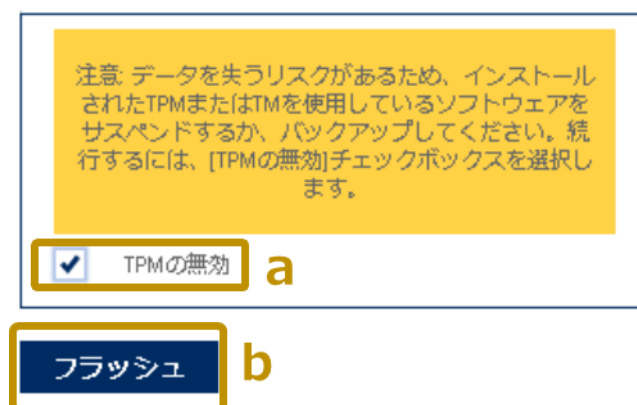 注意: データを失うリスクがあるため、インストール
されたTPMまたはTMを使用しているソフトウェアを
サスペンドするか、バックアップしてください。続
行するには、[TPMの無効]チェックボックスを選択し
ます。
TPMの無効 a
フラッシュ b